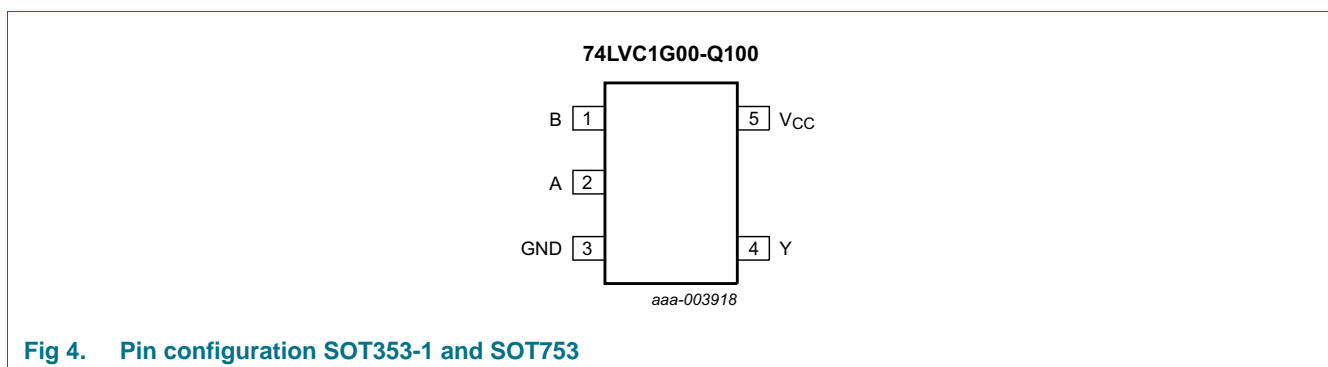 74LVC1G00-Q100
B 1 5 VCC
A 2
GND 3 4 Y
aaa-003918
Fig 4. Pin configuration SOT353-1 and SOT753